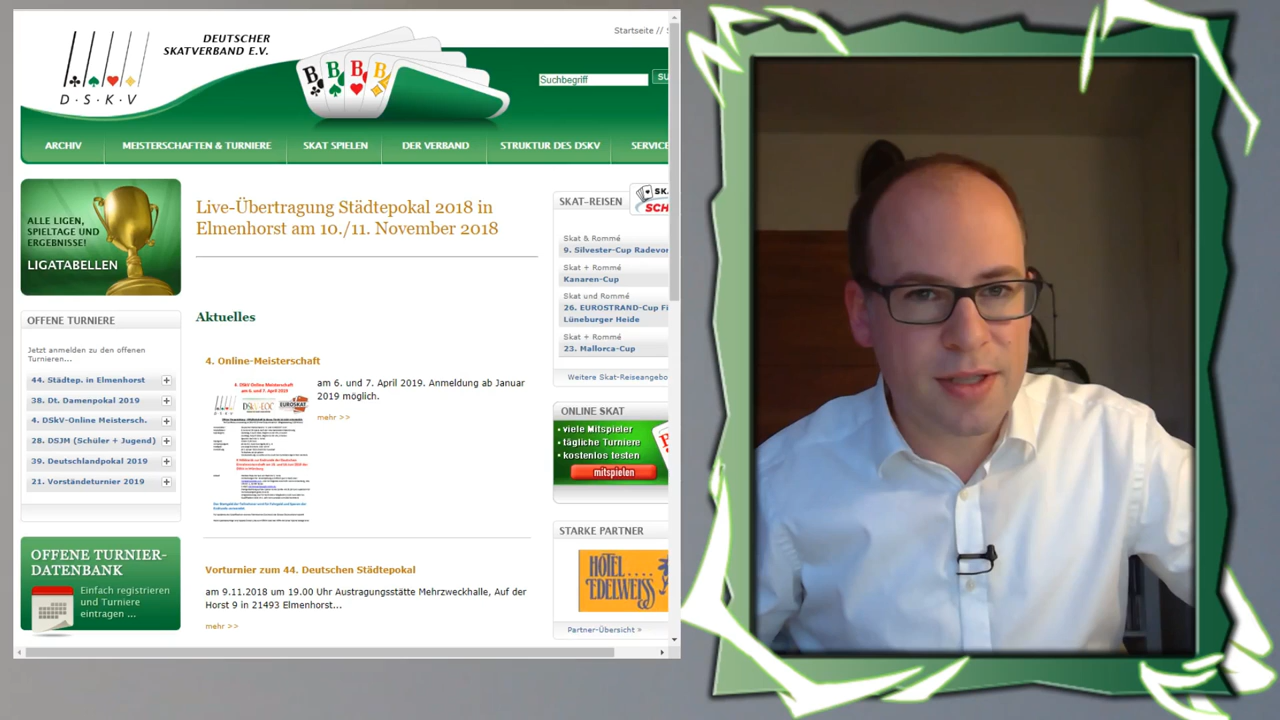 DEUTSCHER
SKATVERBAND E.V.
D·S·K·V
B B B B
Startseite //
Suchbegriff
SU
ARCHIV
MEISTERSCHAFTEN & TURNIERE
SKAT SPIELEN
DER VERBAND
STRUKTUR DES DSKV
SERVICE
ALLE LIGEN,
SPIELTAGE UND
ERGEBNISSE!
LIGATABELLEN
OFFENE TURNIERE
Jetzt anmelden zu den offenen
Turnieren...
44. Städtep. in Elmenhorst
38. Dt. Damenpokal 2019
4. DSkV-Online Meistersch.
28. DSJM (Schüler + Jugend)
39. Deutschlandpokal 2019
21. Vorständeturnier 2019
OFFENE TURNIER-
DATENBANK
Einfach registrieren
und Turniere
eintragen ...
Live-Übertragung Städtepokal 2018 in
Elmenhorst am 10./11. November 2018
Aktuelles
4. Online-Meisterschaft
am 6. und 7. April 2019. Anmeldung ab Januar
2019 möglich.
mehr >>
Vorturnier zum 44. Deutschen Städtepokal
am 9.11.2018 um 19.00 Uhr Austragungsstätte Mehrzweckhalle, Auf der
Horst 9 in 21493 Elmenhorst...
mehr >>
SKAT-REISEN
SK
SCH
Skat & Rommé
9. Silvester-Cup Radevor
Skat + Rommé
Kanaren-Cup
Skat und Rommé
26. EUROSTRAND-Cup Fi
Lüneburger Heide
Skat + Rommé
23. Mallorca-Cup
Weitere Skat-Reiseangebo
ONLINE SKAT
• viele Mitspieler
• tägliche Turniere
• kostenlos testen
mitspielen
STARKE PARTNER
HOTEL
EDELWEISS
Partner-Übersicht >